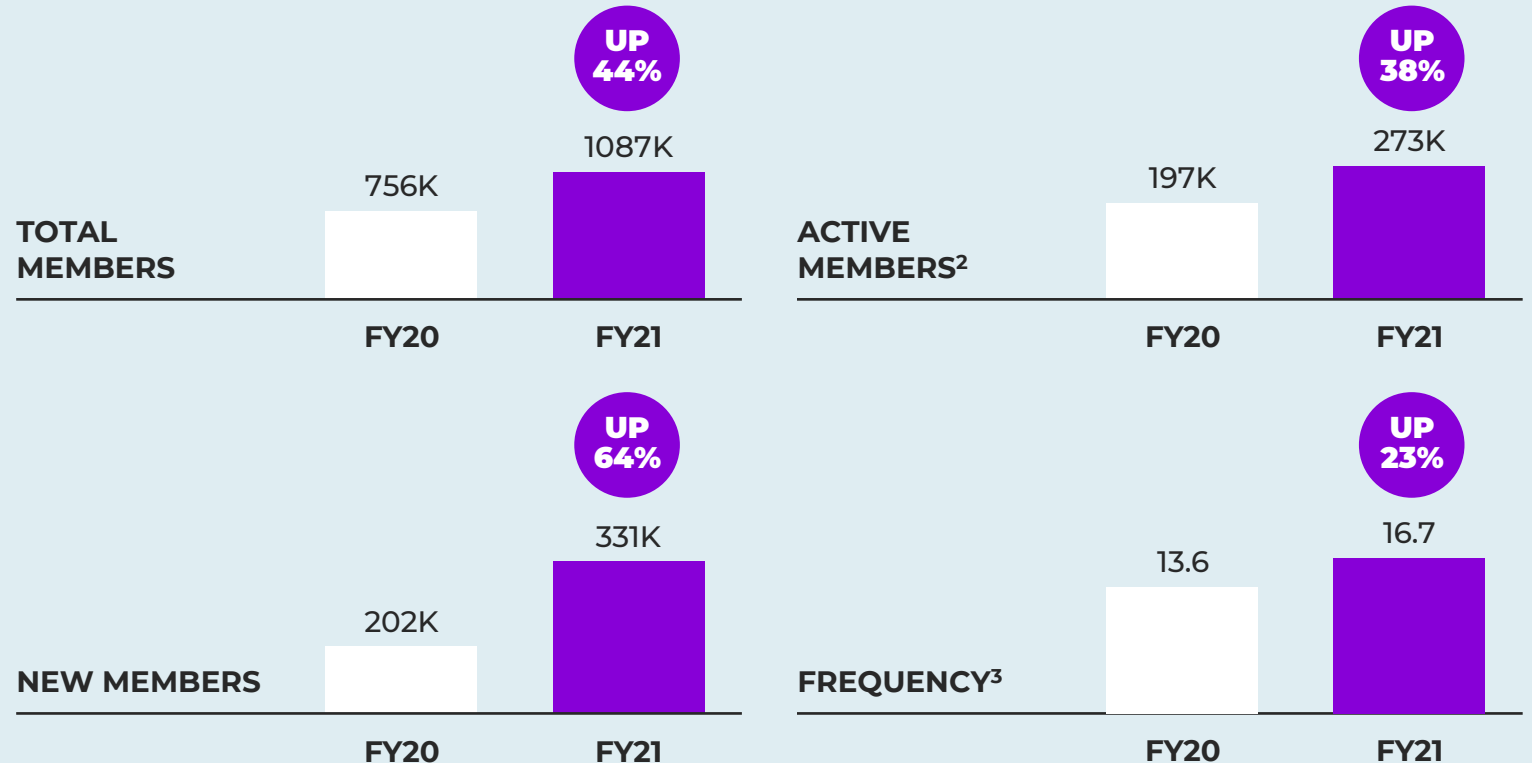 UP
44%
1087K
756K
TOTAL
MEMBERS
FY20
FY21
UP
38%
273K
197K
ACTIVE
MEMBERS²
FY20
FY21
UP
64%
331K
202K
NEW MEMBERS
FY20
FY21
UP
23%
16.7
13.6
FREQUENCY³
FY20
FY21